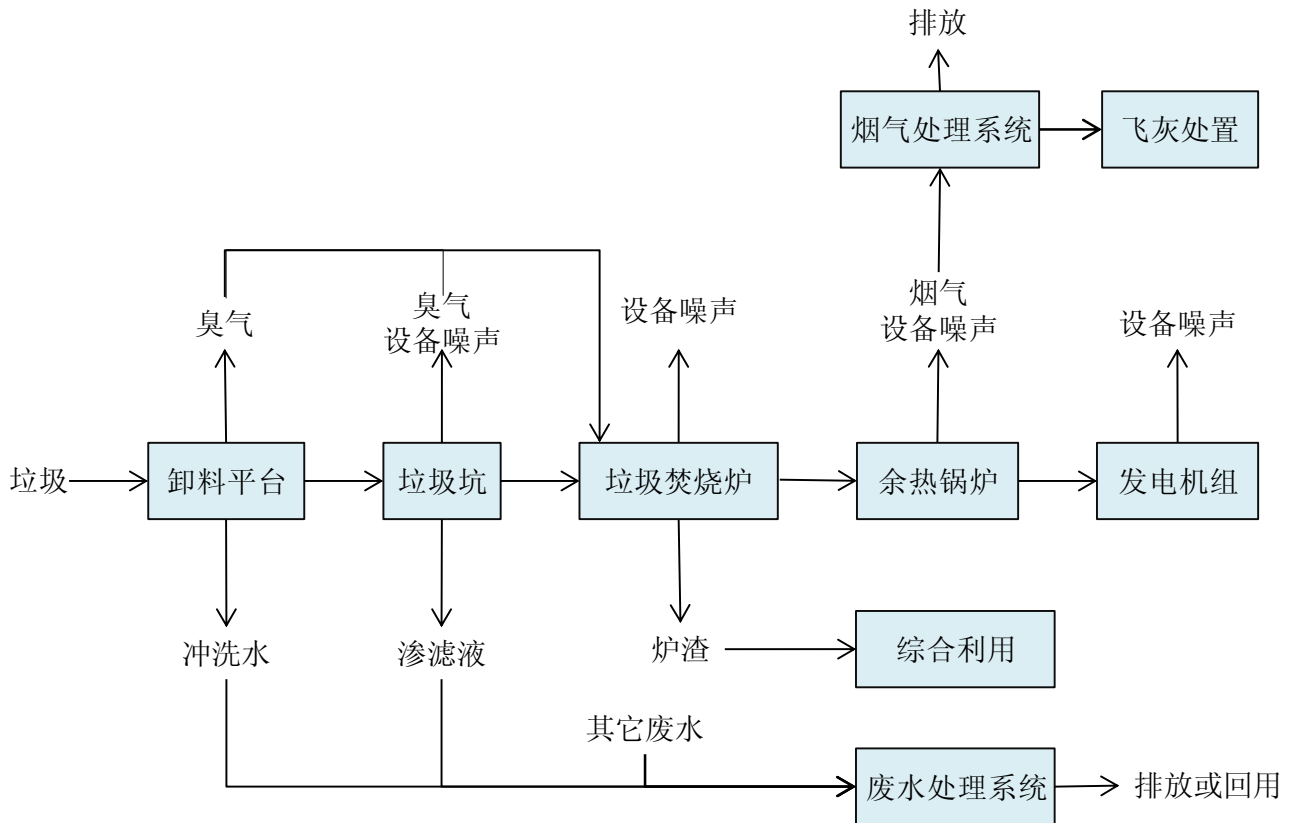 排放
烟气处理系统
飞灰处置
臭气
臭气
设备噪声
设备噪声
烟气
设备噪声
设备噪声
垃圾
卸料平台
垃圾坑
垃圾焚烧炉
余热锅炉
发电机组
冲洗水
渗滤液
炉渣
综合利用
其它废水
废水处理系统
排放或回用